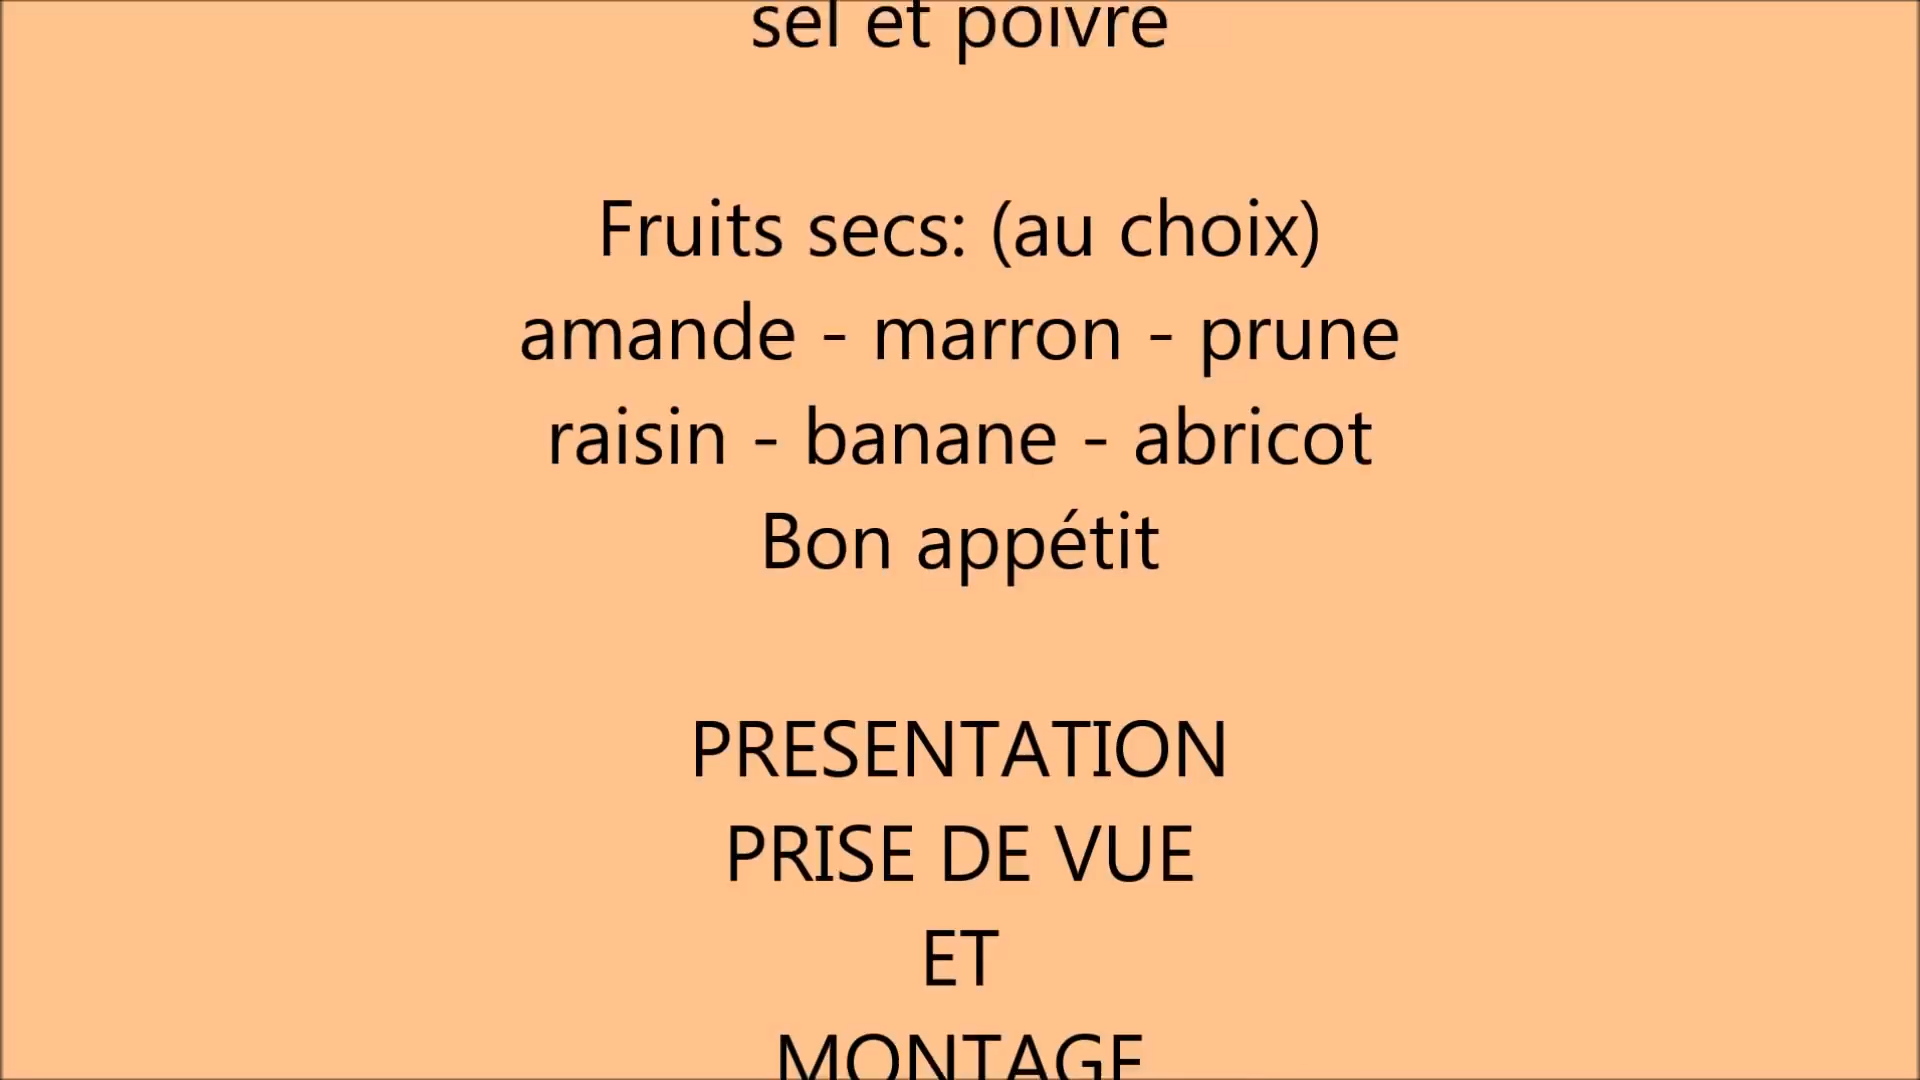 sel et poivre
Fruits secs: (au choix)
amande - marron - prune
raisin - banane - abricot
Bon appétit
PRESENTATION
PRISE DE VUE
ET
MONTAGE